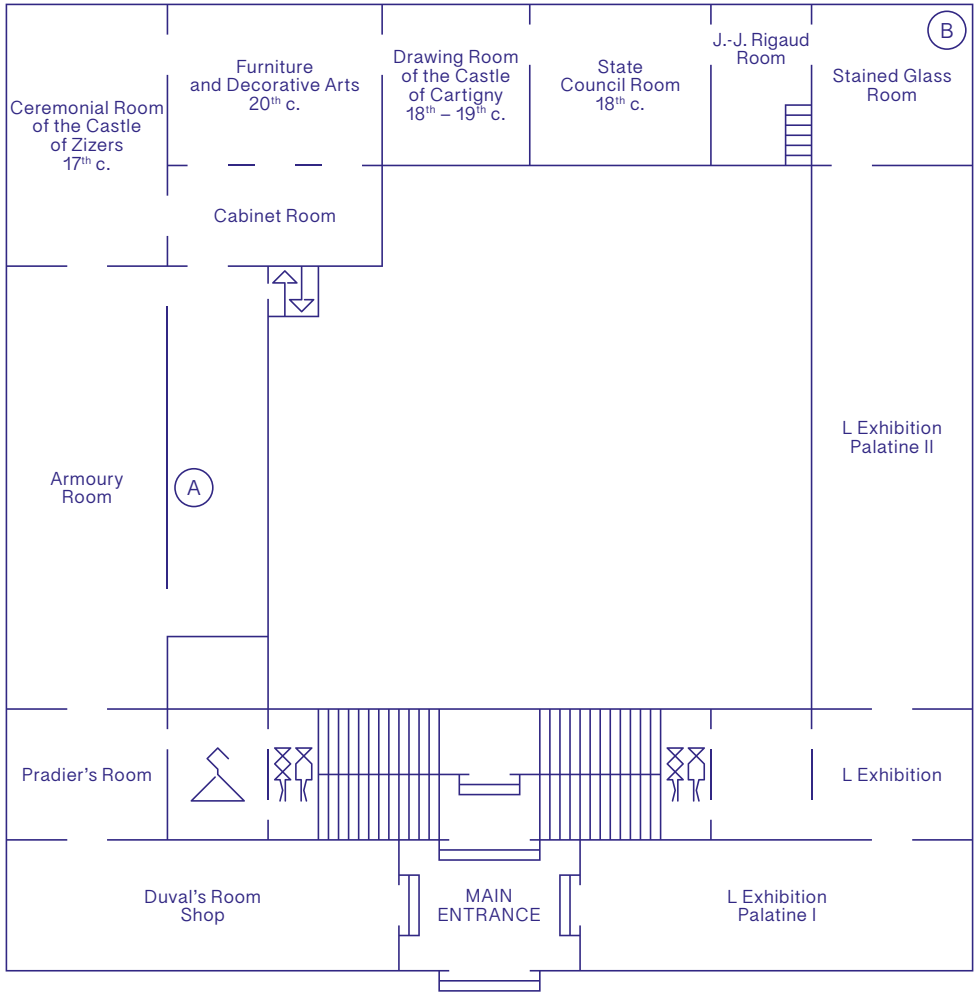 B
J.-J. Rigaud
Room
Furniture
and Decorative Arts
20th c.
Drawing Room
of the Castle
of Cartigny
18th – 19th c.
State
Council Room
18th c.
Stained Glass
Room
Ceremonial Room
of the Castle
of Zizers
17th c.
Cabinet Room
L Exhibition
Palatine II
Armoury
Room
A
Pradier’s Room
L Exhibition
Duval’s Room
Shop
MAIN
ENTRANCE
L Exhibition
Palatine I